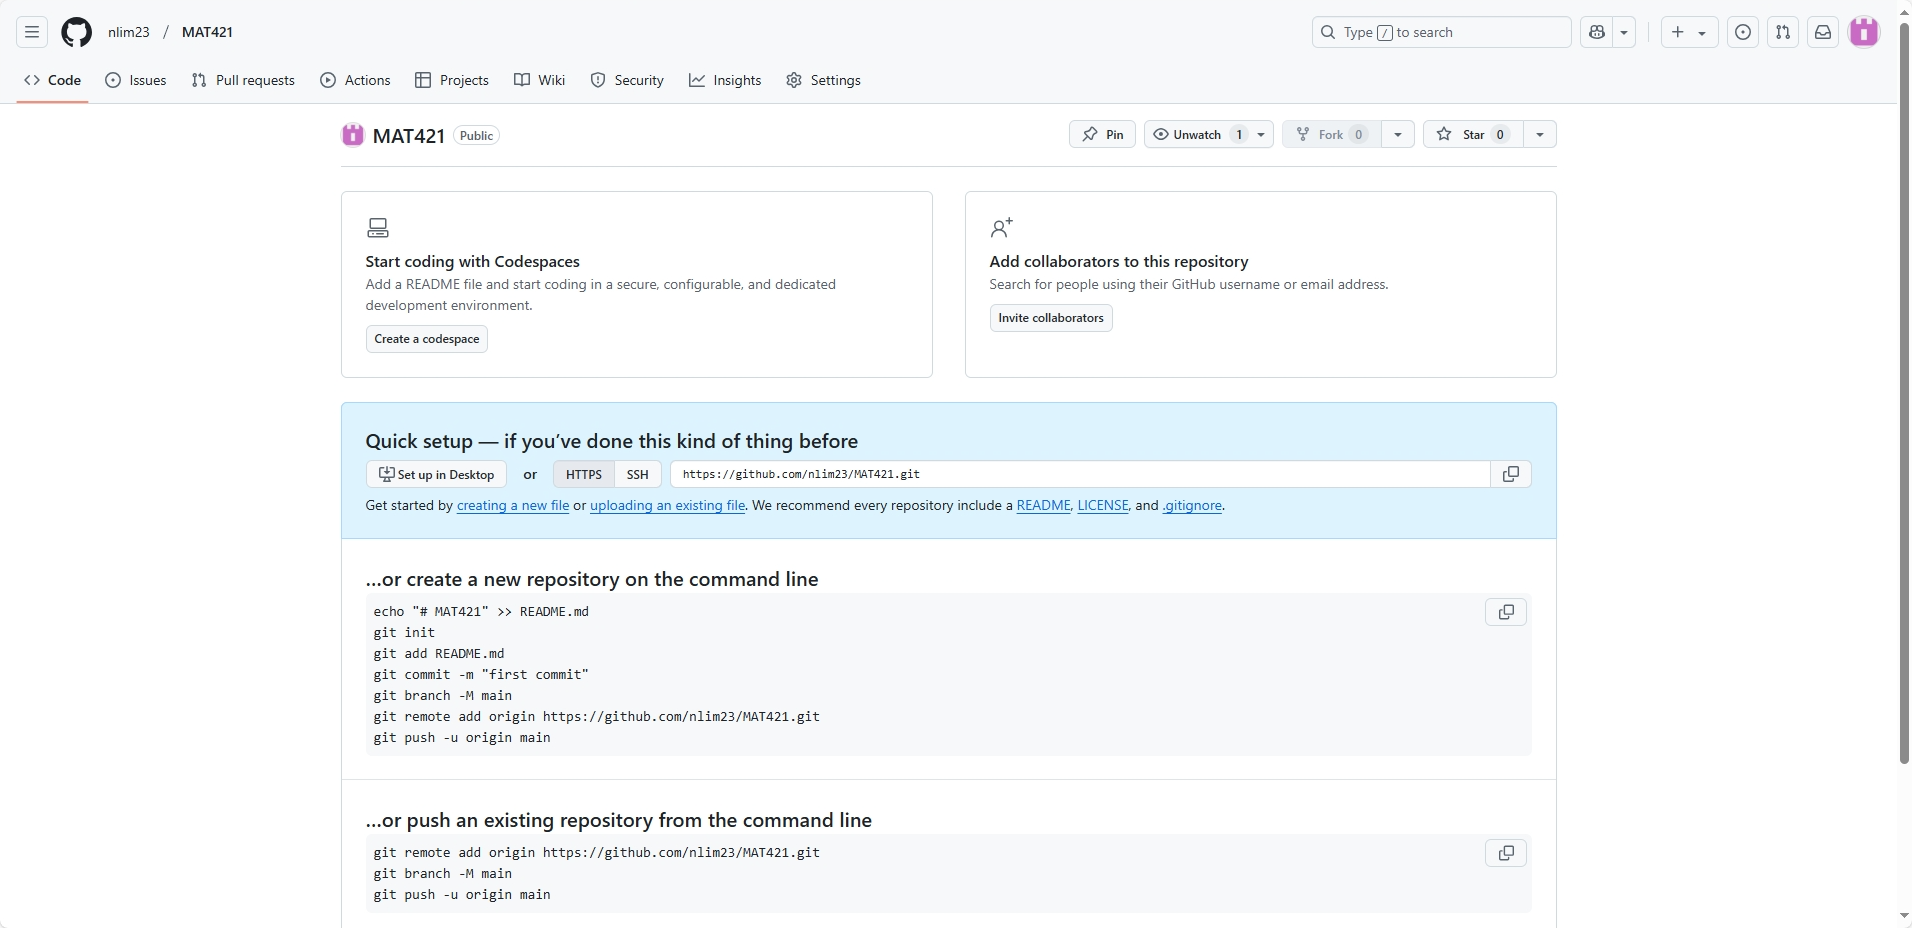 nlim23 / MAT421
Type / to search
Code Issues Pull requests Actions Projects Wiki Security Insights Settings
MAT421 Public
Pin Unwatch 1 Fork 0 Star 0
Start coding with Codespaces
Add a README file and start coding in a secure, configurable, and dedicated
development environment.
Create a codespace
Add collaborators to this repository
Search for people using their GitHub username or email address.
Invite collaborators
Quick setup — if you’ve done this kind of thing before
Set up in Desktop or HTTPS SSH https://github.com/nlim23/MAT421.git
Get started by creating a new file or uploading an existing file. We recommend every repository include a README, LICENSE, and .gitignore.
…or create a new repository on the command line
echo "# MAT421" >> README.md
git init
git add README.md
git commit -m "first commit"
git branch -M main
git remote add origin https://github.com/nlim23/MAT421.git
git push -u origin main
…or push an existing repository from the command line
git remote add origin https://github.com/nlim23/MAT421.git
git branch -M main
git push -u origin main